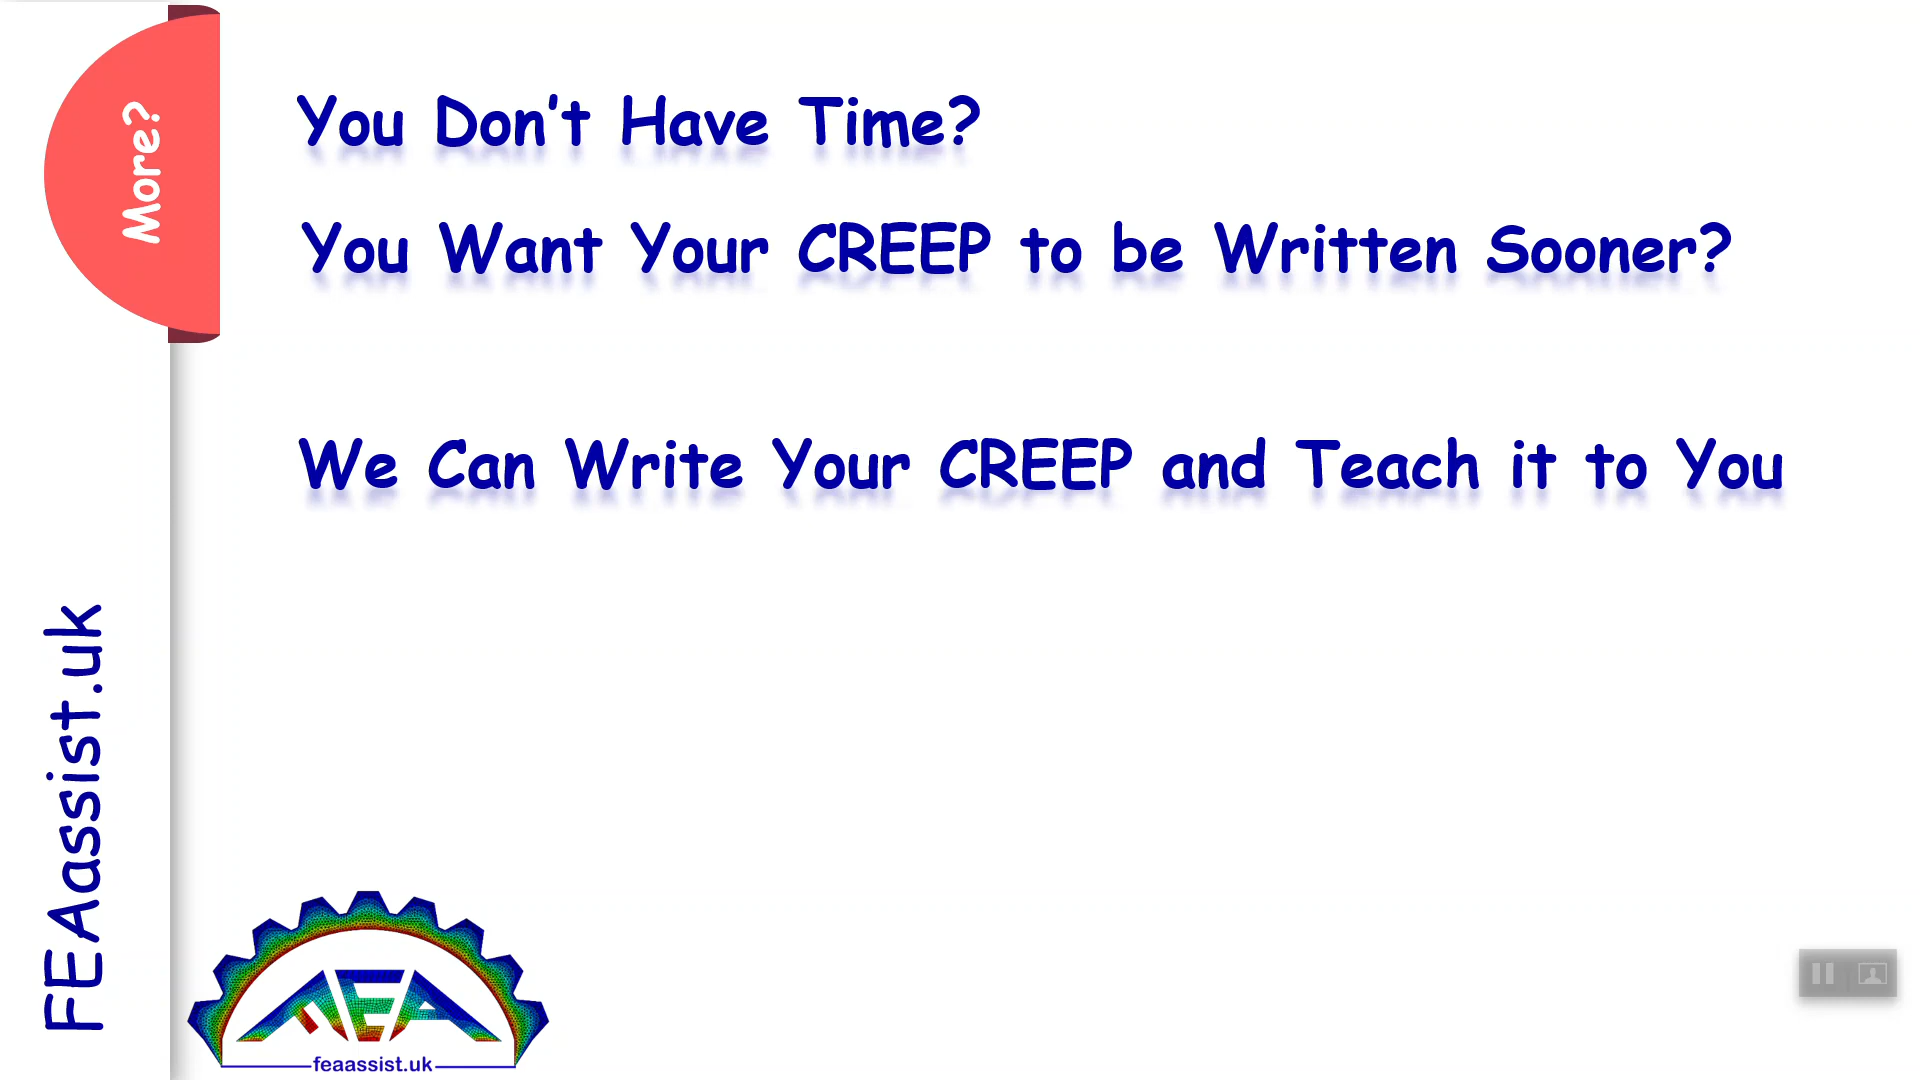 More?
You Don't Have Time?
You Want Your CREEP to be Written Sooner?
We Can Write Your CREEP and Teach it to You
FEAassist.uk
FEA
feaassist.uk